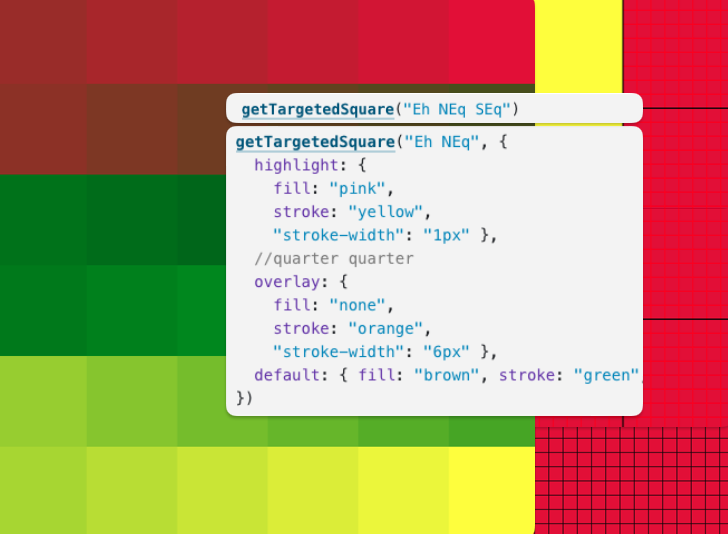 getTargetedSquare("Eh NEq SEq")
getTargetedSquare("Eh NEq", {
highlight: {
fill: "pink",
stroke: "yellow",
"stroke-width": "1px" },
//quarter quarter
overlay: {
fill: "none",
stroke: "orange",
"stroke-width": "6px" },
default: { fill: "brown", stroke: "green",
})